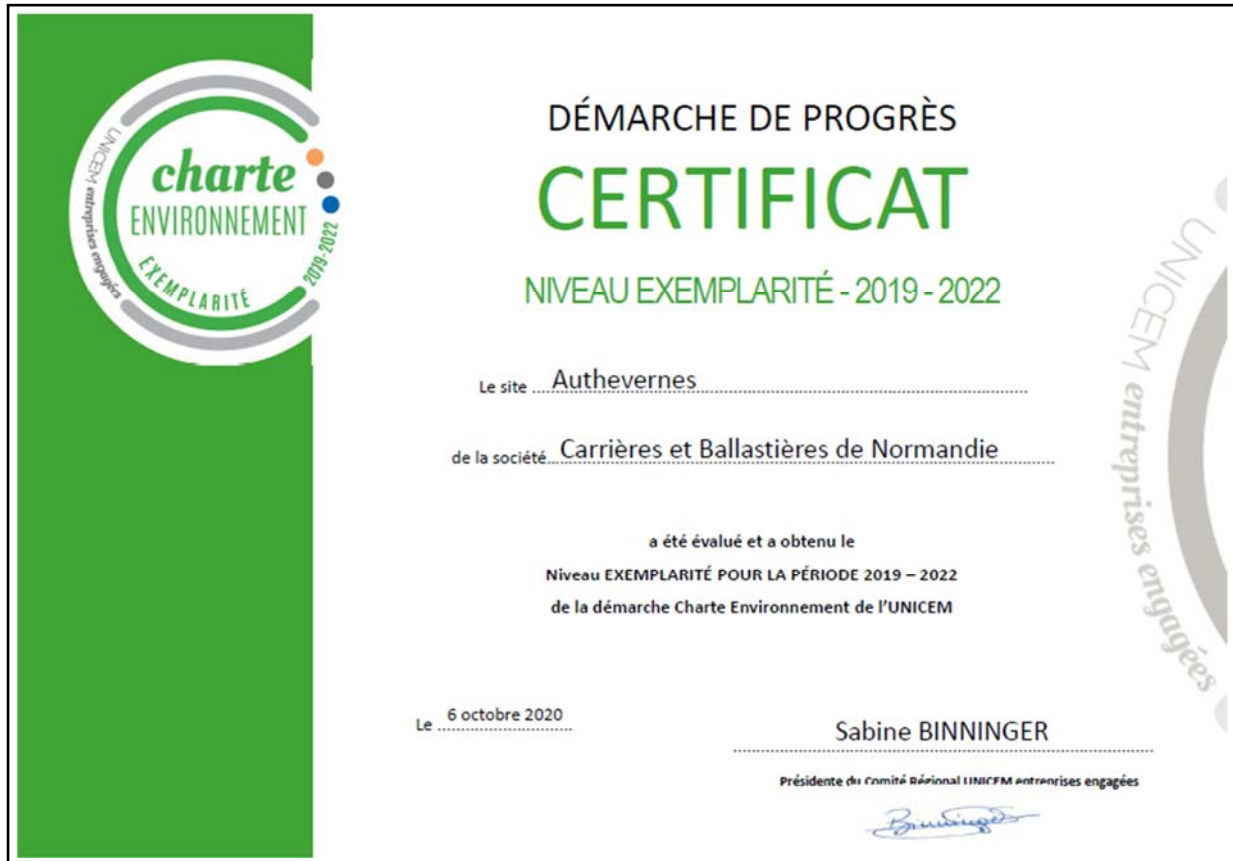 UNICEM entreprises engagées
charte
ENVIRONNEMENT
EXEMPLARITÉ
2019-2022
DÉMARCHE DE PROGRÈS
CERTIFICAT
NIVEAU EXEMPLARITÉ - 2019 - 2022
Le site Authevernes
de la société Carrières et Ballastières de Normandie
a été évalué et a obtenu le
Niveau EXEMPLARITÉ POUR LA PÉRIODE 2019 – 2022
de la démarche Charte Environnement de l’UNICEM
Le 6 octobre 2020
Sabine BINNINGER
Présidente du Comité Régional UNICEM entreprises engagées
Binninger
UNICEM entreprises engagées